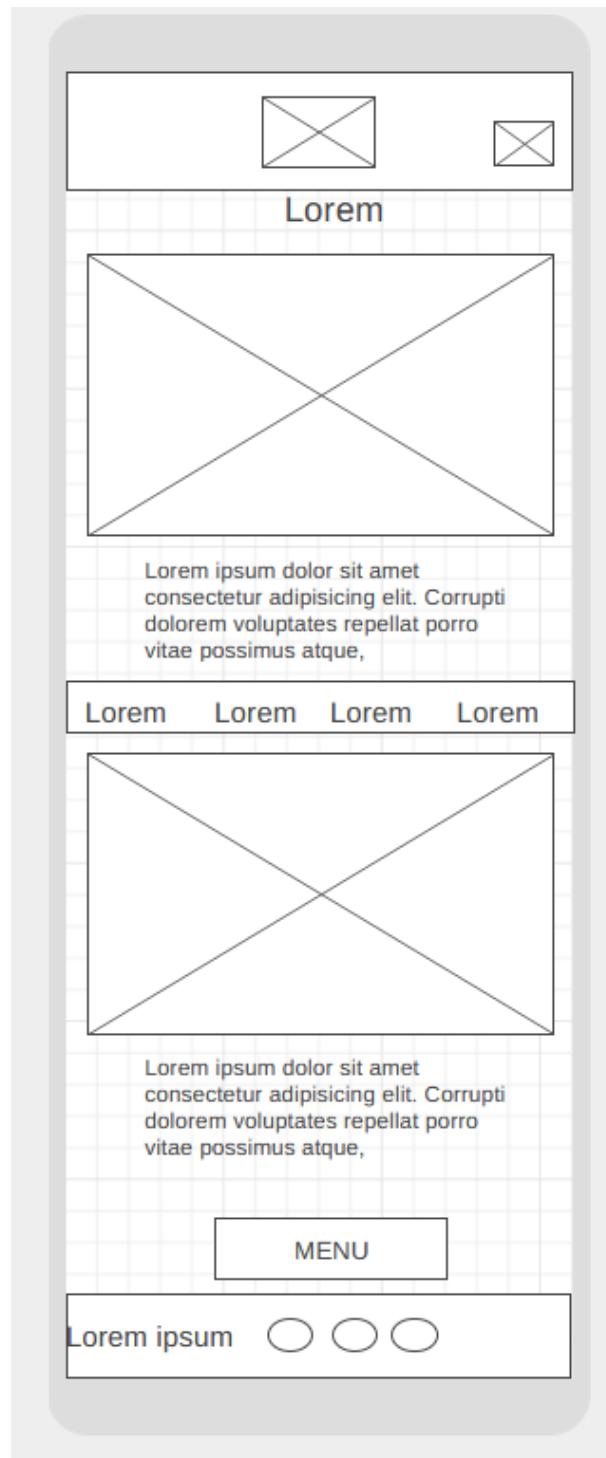 Lorem
Lorem ipsum dolor sit amet
consectetur adipisicing elit. Corrupti
dolorem voluptates repellat porro
vitae possimus atque,
Lorem Lorem Lorem Lorem
Lorem ipsum dolor sit amet
consectetur adipisicing elit. Corrupti
dolorem voluptates repellat porro
vitae possimus atque,
MENU
Lorem ipsum